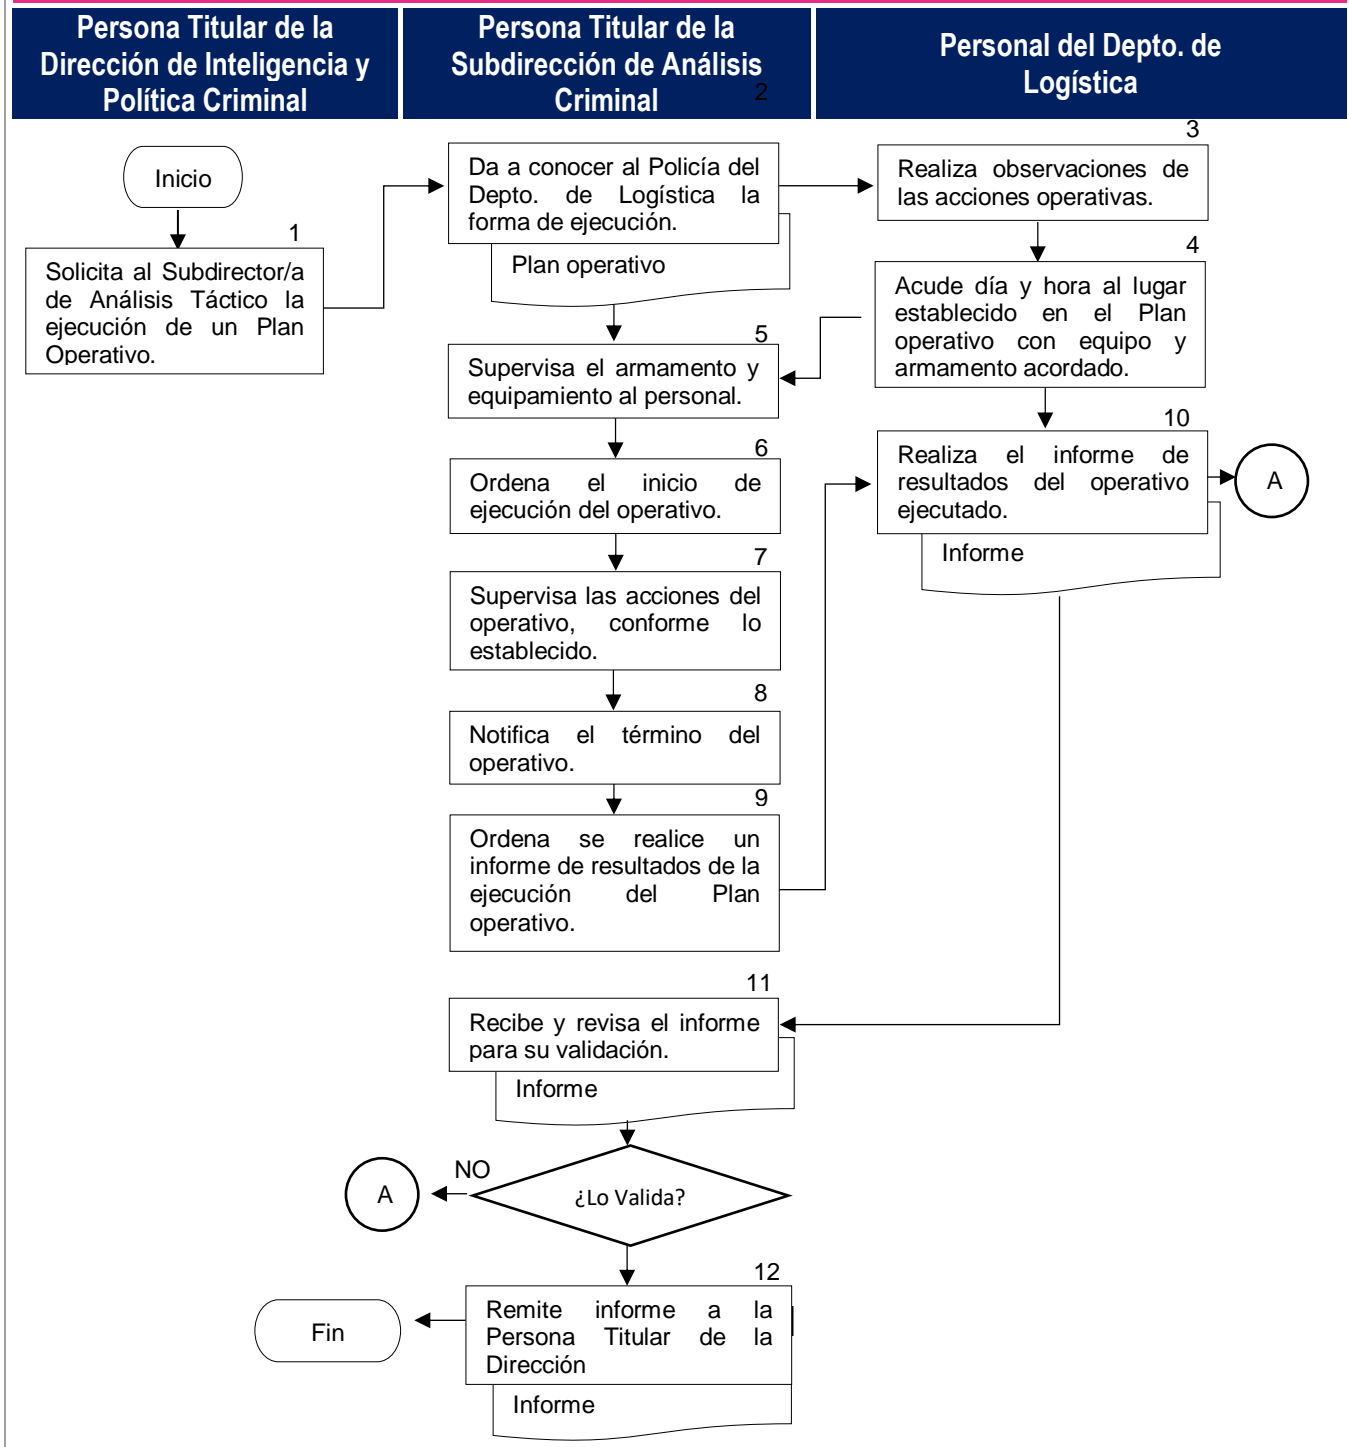 Persona Titular de la
Dirección de Inteligencia y
Política Criminal
Persona Titular de la
Subdirección de Análisis
Criminal
2
Personal del Depto. de
Logística
Inicio
1
Solicita al Subdirector/a
de Análisis Táctico la
ejecución de un Plan
Operativo.
Da a conocer al Policía del
Depto. de Logística la
forma de ejecución.
Plan operativo
3
Realiza observaciones de
las acciones operativas.
4
Acude día y hora al lugar
establecido en el Plan
operativo con equipo y
armamento acordado.
5
Supervisa el armamento y
equipamiento al personal.
6
Ordena el inicio de
ejecución del operativo.
7
Supervisa las acciones del
operativo, conforme lo
establecido.
8
Notifica el término del
operativo.
9
Ordena se realice un
informe de resultados de la
ejecución del Plan
operativo.
10
Realiza el informe de
resultados del operativo
ejecutado.
Informe
A
11
Recibe y revisa el informe
para su validación.
Informe
¿Lo Valida?
NO
A
12
Remite informe a la
Persona Titular de la
Dirección
Informe
Fin